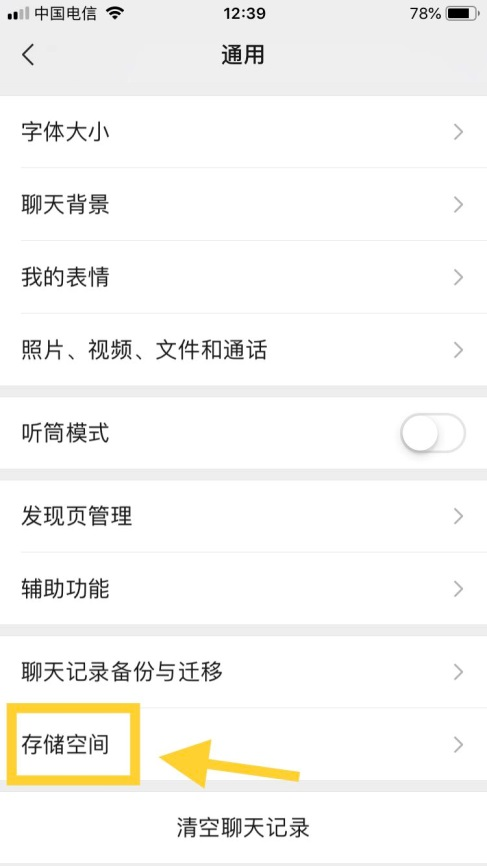 中国电信
12:39
78%
通用
字体大小
聊天背景
我的表情
照片、视频、文件和通话
听筒模式
发现页管理
辅助功能
聊天记录备份与迁移
存储空间
清空聊天记录